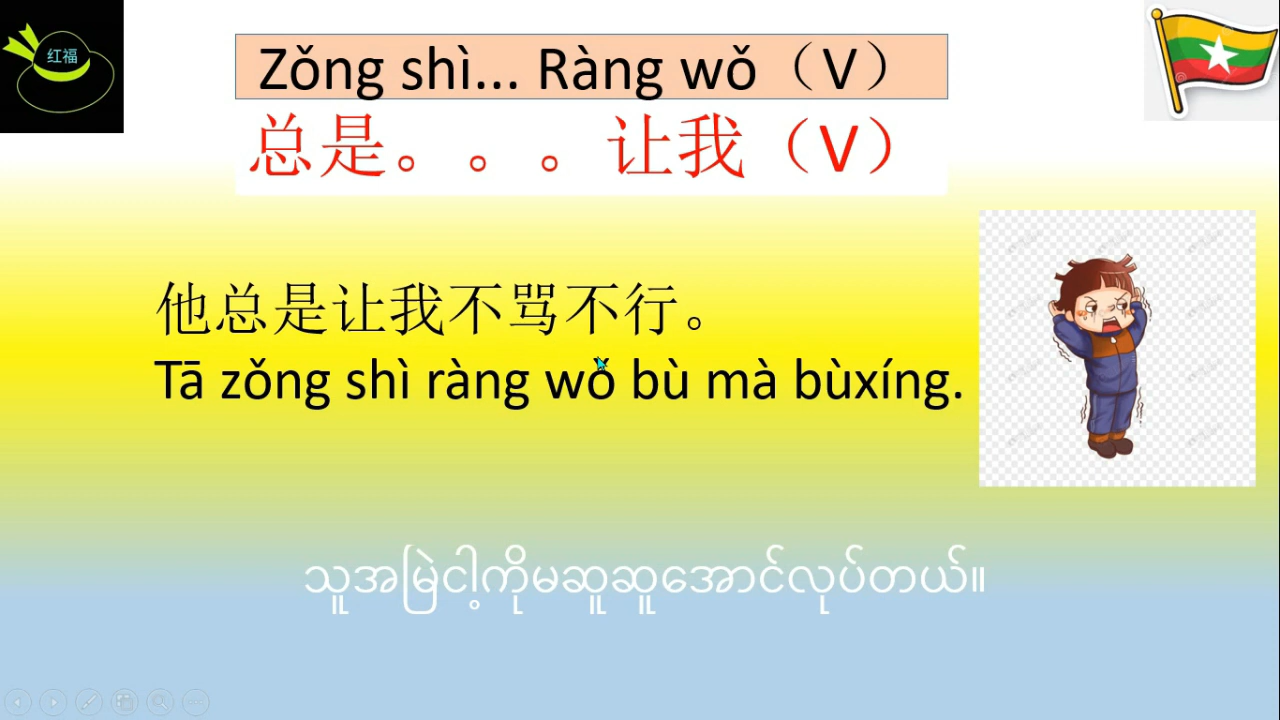 红福
Zǒng shì... Ràng wǒ（V）
总是。。。让我（V）
他总是让我不骂不行。
Tā zǒng shì ràng wǒ bù mà bùxíng.
သူအမြဲငါ့ကိုမဆူဆူအောင်လုပ်တယ်။